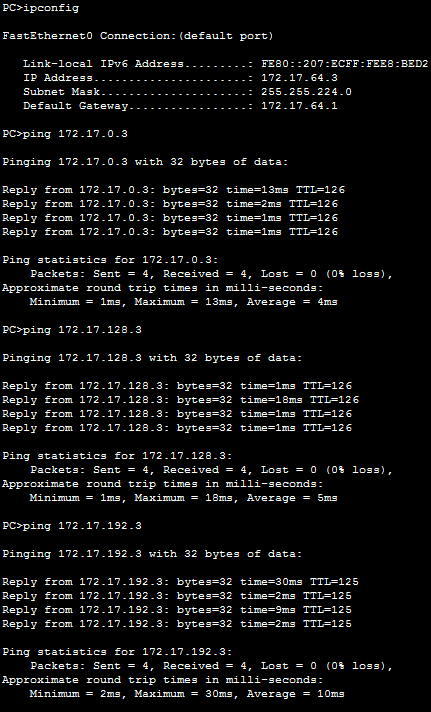 PC>ipconfig
FastEthernet0 Connection:(default port)
Link-local IPv6 Address.........: FE80::207:ECFF:FEE8:BED2
IP Address......................: 172.17.64.3
Subnet Mask.....................: 255.255.224.0
Default Gateway.................: 172.17.64.1
PC>ping 172.17.0.3
Pinging 172.17.0.3 with 32 bytes of data:
Reply from 172.17.0.3: bytes=32 time=13ms TTL=126
Reply from 172.17.0.3: bytes=32 time=2ms TTL=126
Reply from 172.17.0.3: bytes=32 time=1ms TTL=126
Reply from 172.17.0.3: bytes=32 time=1ms TTL=126
Ping statistics for 172.17.0.3:
Packets: Sent = 4, Received = 4, Lost = 0 (0% loss),
Approximate round trip times in milli-seconds:
Minimum = 1ms, Maximum = 13ms, Average = 4ms
PC>ping 172.17.128.3
Pinging 172.17.128.3 with 32 bytes of data:
Reply from 172.17.128.3: bytes=32 time=1ms TTL=126
Reply from 172.17.128.3: bytes=32 time=18ms TTL=126
Reply from 172.17.128.3: bytes=32 time=1ms TTL=126
Reply from 172.17.128.3: bytes=32 time=1ms TTL=126
Ping statistics for 172.17.128.3:
Packets: Sent = 4, Received = 4, Lost = 0 (0% loss),
Approximate round trip times in milli-seconds:
Minimum = 1ms, Maximum = 18ms, Average = 5ms
PC>ping 172.17.192.3
Pinging 172.17.192.3 with 32 bytes of data:
Reply from 172.17.192.3: bytes=32 time=30ms TTL=125
Reply from 172.17.192.3: bytes=32 time=2ms TTL=125
Reply from 172.17.192.3: bytes=32 time=9ms TTL=125
Reply from 172.17.192.3: bytes=32 time=2ms TTL=125
Ping statistics for 172.17.192.3:
Packets: Sent = 4, Received = 4, Lost = 0 (0% loss),
Approximate round trip times in milli-seconds:
Minimum = 2ms, Maximum = 30ms, Average = 10ms